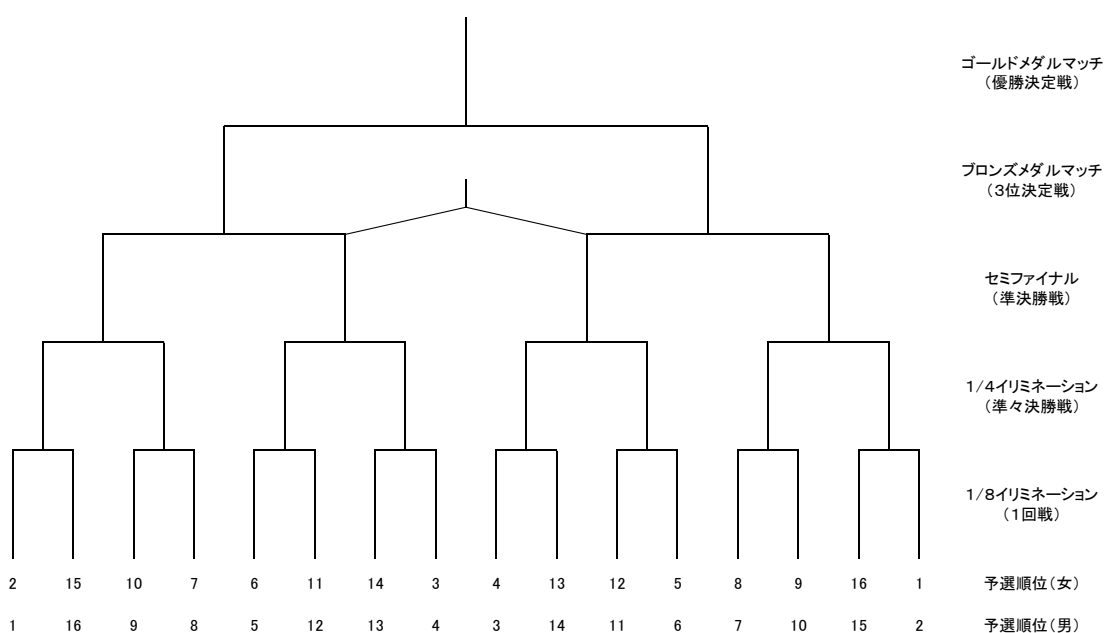 ゴールドメダルマッチ
（優勝決定戦）
ブロンズメダルマッチ
（3位決定戦）
セミファイナル
（準決勝戦）
1/4イリミネーション
（準々決勝戦）
1/8イリミネーション
（1回戦）
2 15 10 7 6 11 14 3 4 13 12 5 8 9 16 1 予選順位（女）
1 16 9 8 5 12 13 4 3 14 11 6 7 10 15 2 予選順位（男）